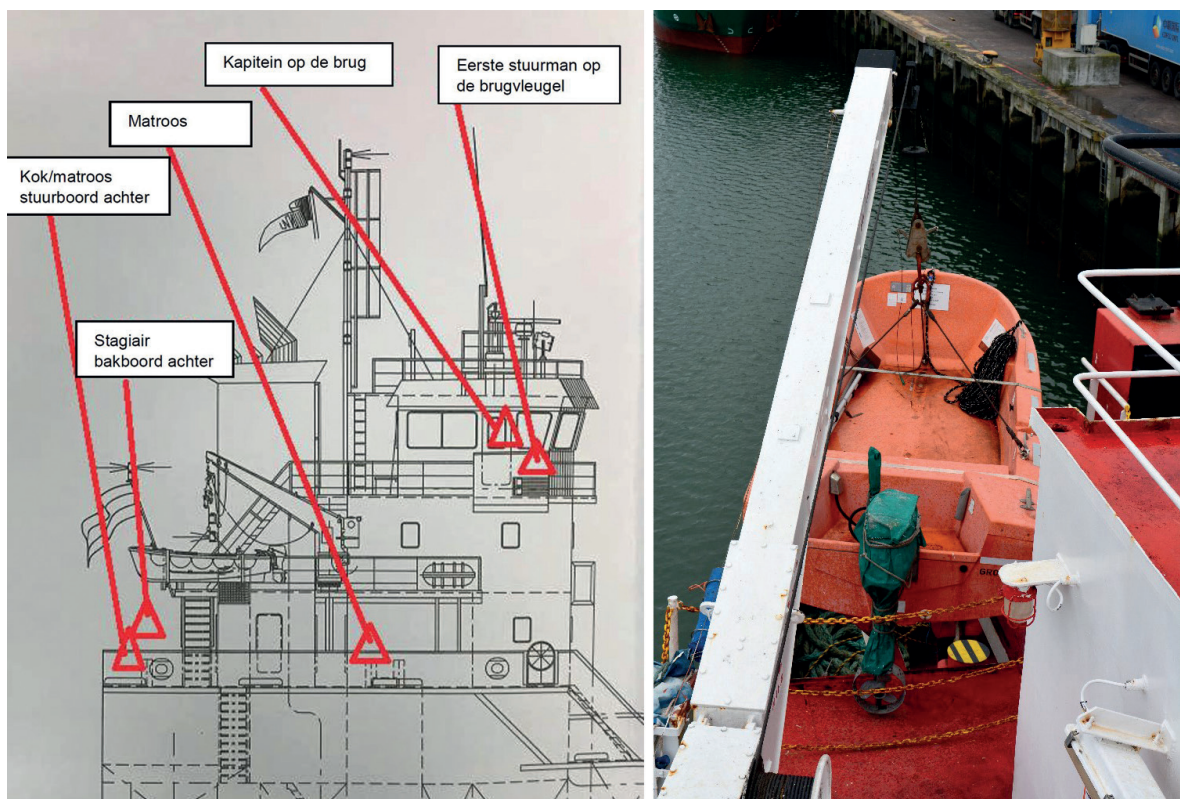 Kapitein op de brug
Eerste stuurman op
de brugvleugel
Matroos
Kok/matroos
stuurboord achter
Stagiair
bakboord achter